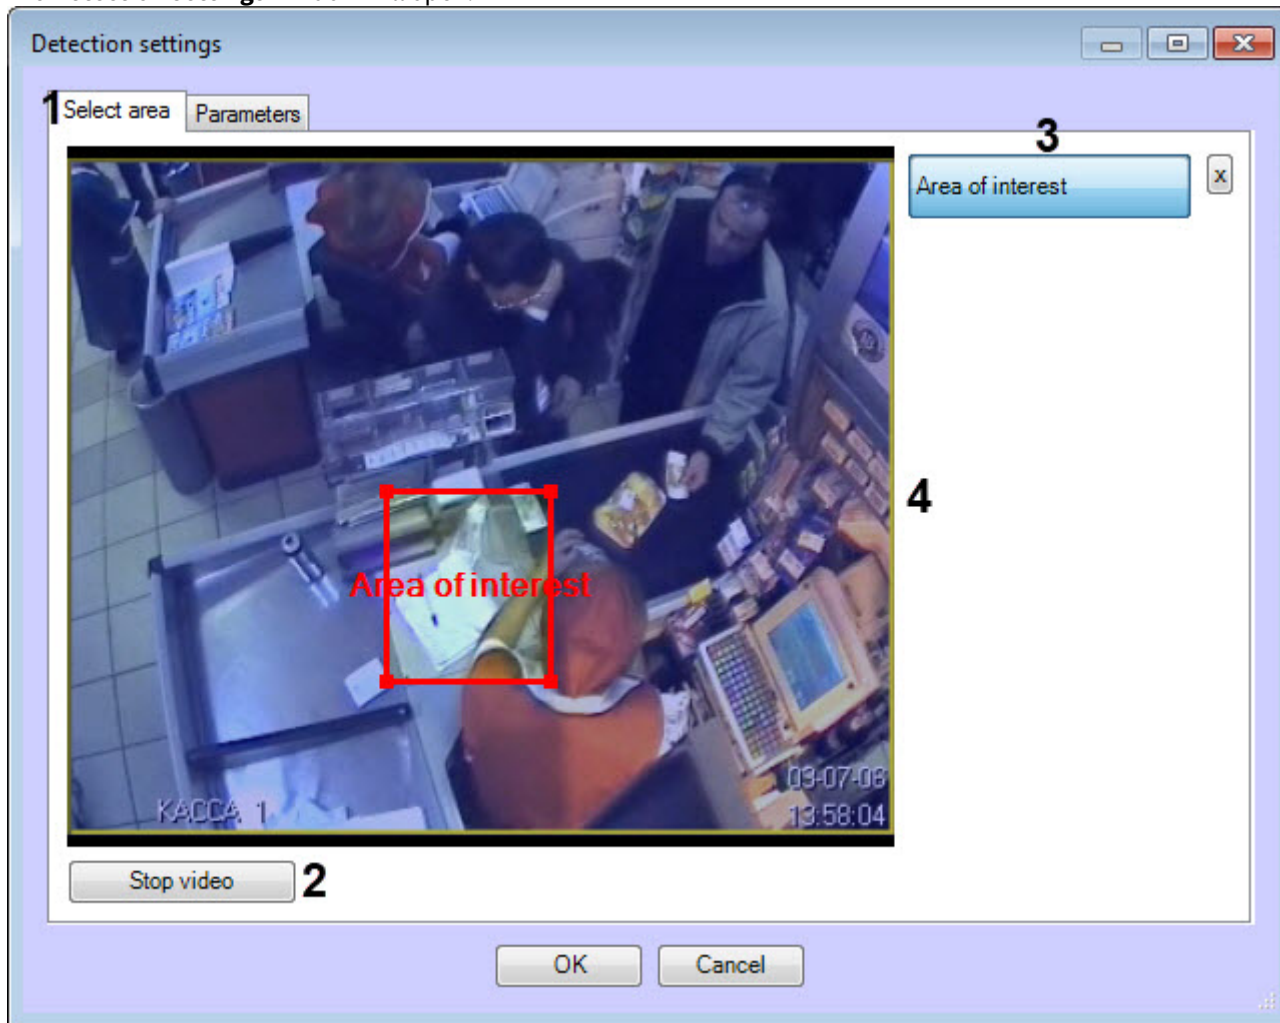 Detection settings
1
Select area
Parameters
3
Area of interest
x
4
Area of interest
03-07-06
KACCA 1
13:58:04
Stop video
2
OK
Cancel